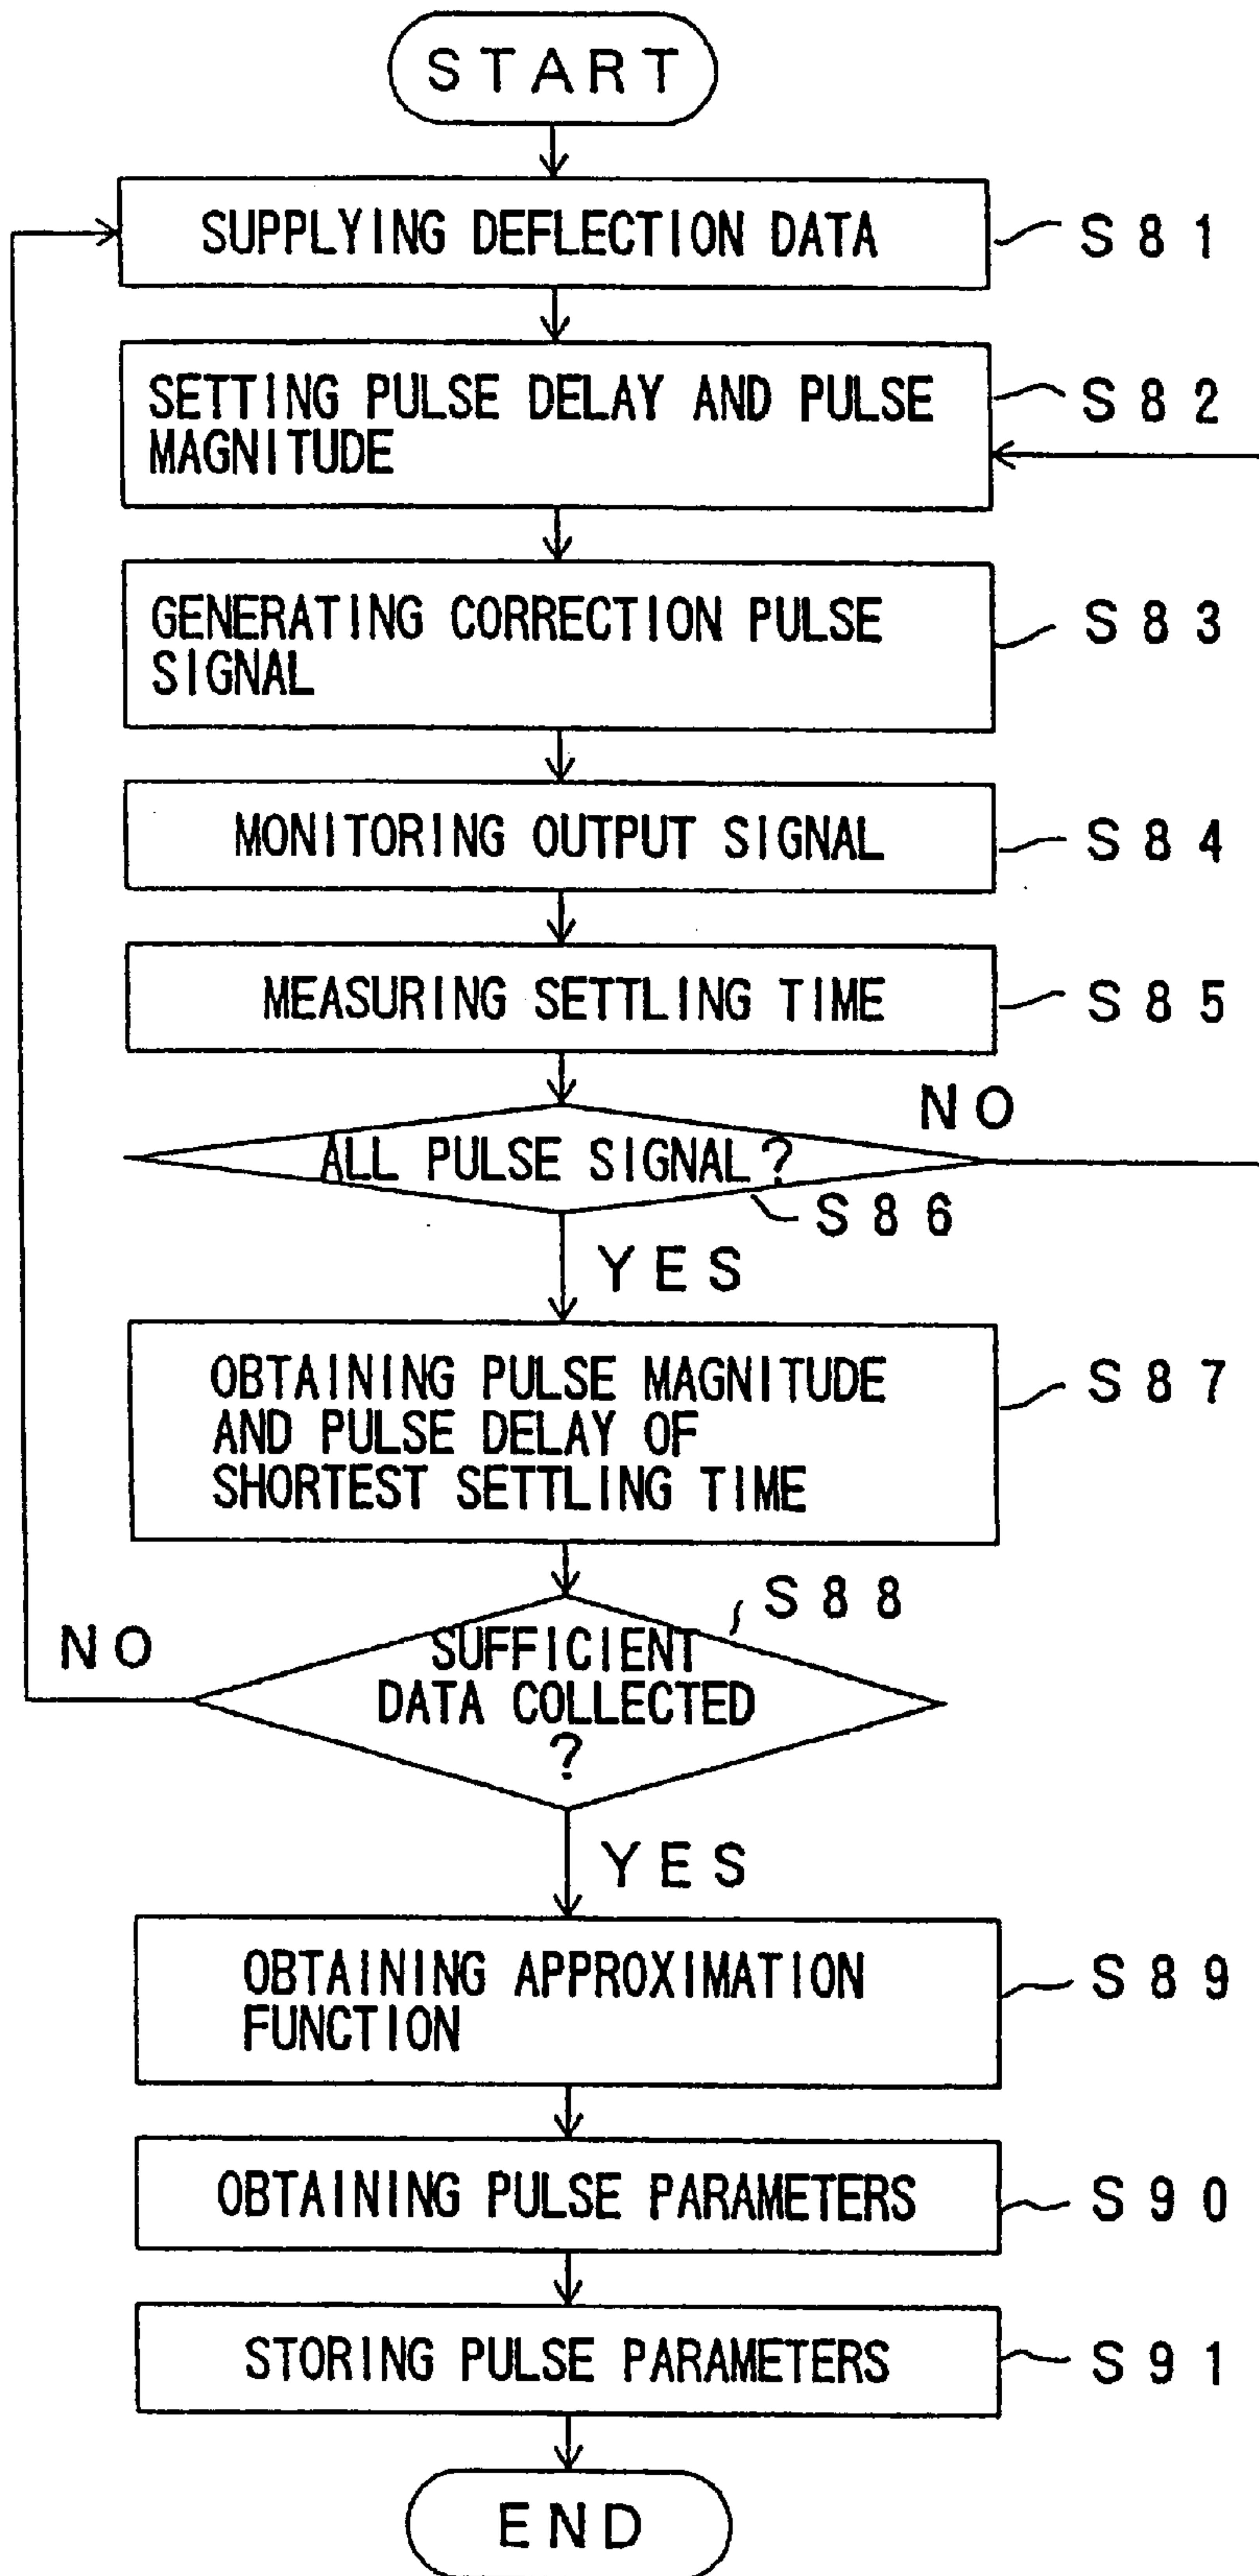 START
SUPPLYING DEFLECTION DATA
S81
SETTING PULSE DELAY AND PULSE
MAGNITUDE
S82
GENERATING CORRECTION PULSE
SIGNAL
S83
MONITORING OUTPUT SIGNAL
S84
MEASURING SETTLING TIME
S85
NO
ALL PULSE SIGNAL?
S86
YES
OBTAINING PULSE MAGNITUDE
AND PULSE DELAY OF
SHORTEST SETTLING TIME
S87
S88
NO
SUFFICIENT
DATA COLLECTED
?
YES
OBTAINING APPROXIMATION
FUNCTION
S89
OBTAINING PULSE PARAMETERS
S90
STORING PULSE PARAMETERS
S91
END